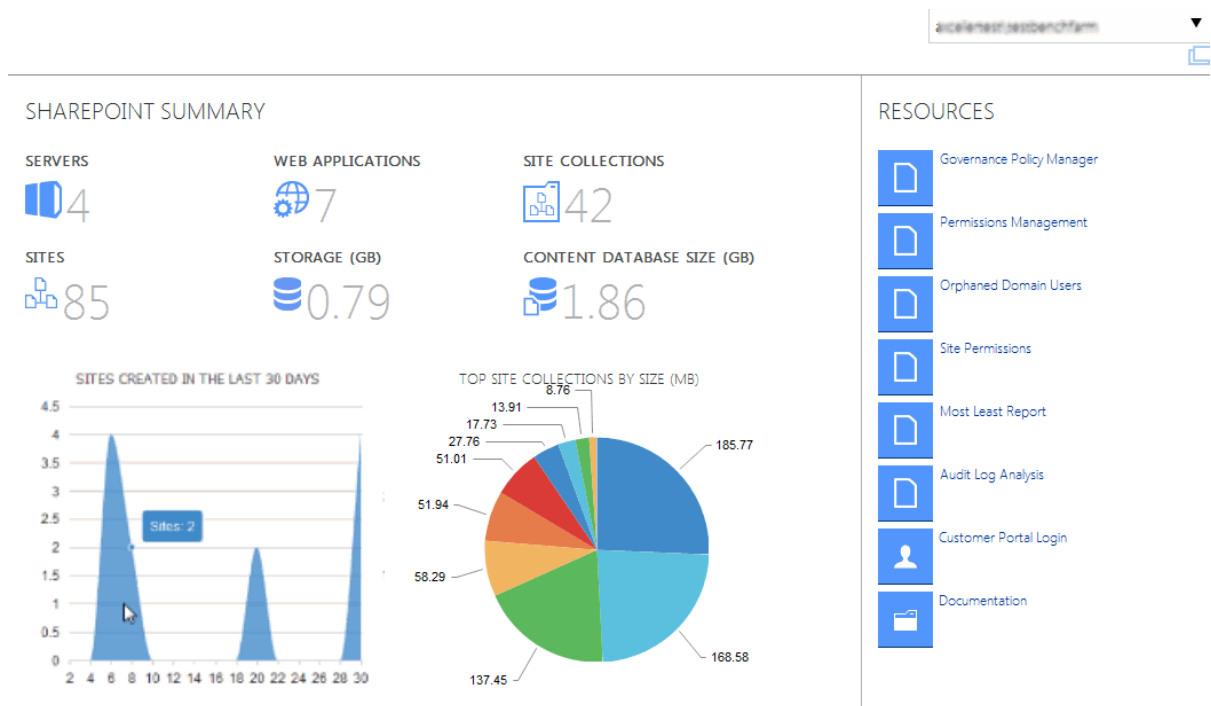 SHAREPOINT SUMMARY
SERVERS
4
WEB APPLICATIONS
7
SITE COLLECTIONS
42
SITES
85
STORAGE (GB)
0.79
CONTENT DATABASE SIZE (GB)
1.86
SITES CREATED IN THE LAST 30 DAYS
4.5
4
3.5
3
2.5
2
1.5
1
0.5
0
Sites: 2
2 4 6 8 10 12 14 16 18 20 22 24 26 28 30
TOP SITE COLLECTIONS BY SIZE (MB)
8.76
13.91
17.73
27.76
51.01
51.94
58.29
137.45
168.58
185.77
RESOURCES
Governance Policy Manager
Permissions Management
Orphaned Domain Users
Site Permissions
Most Least Report
Audit Log Analysis
Customer Portal Login
Documentation